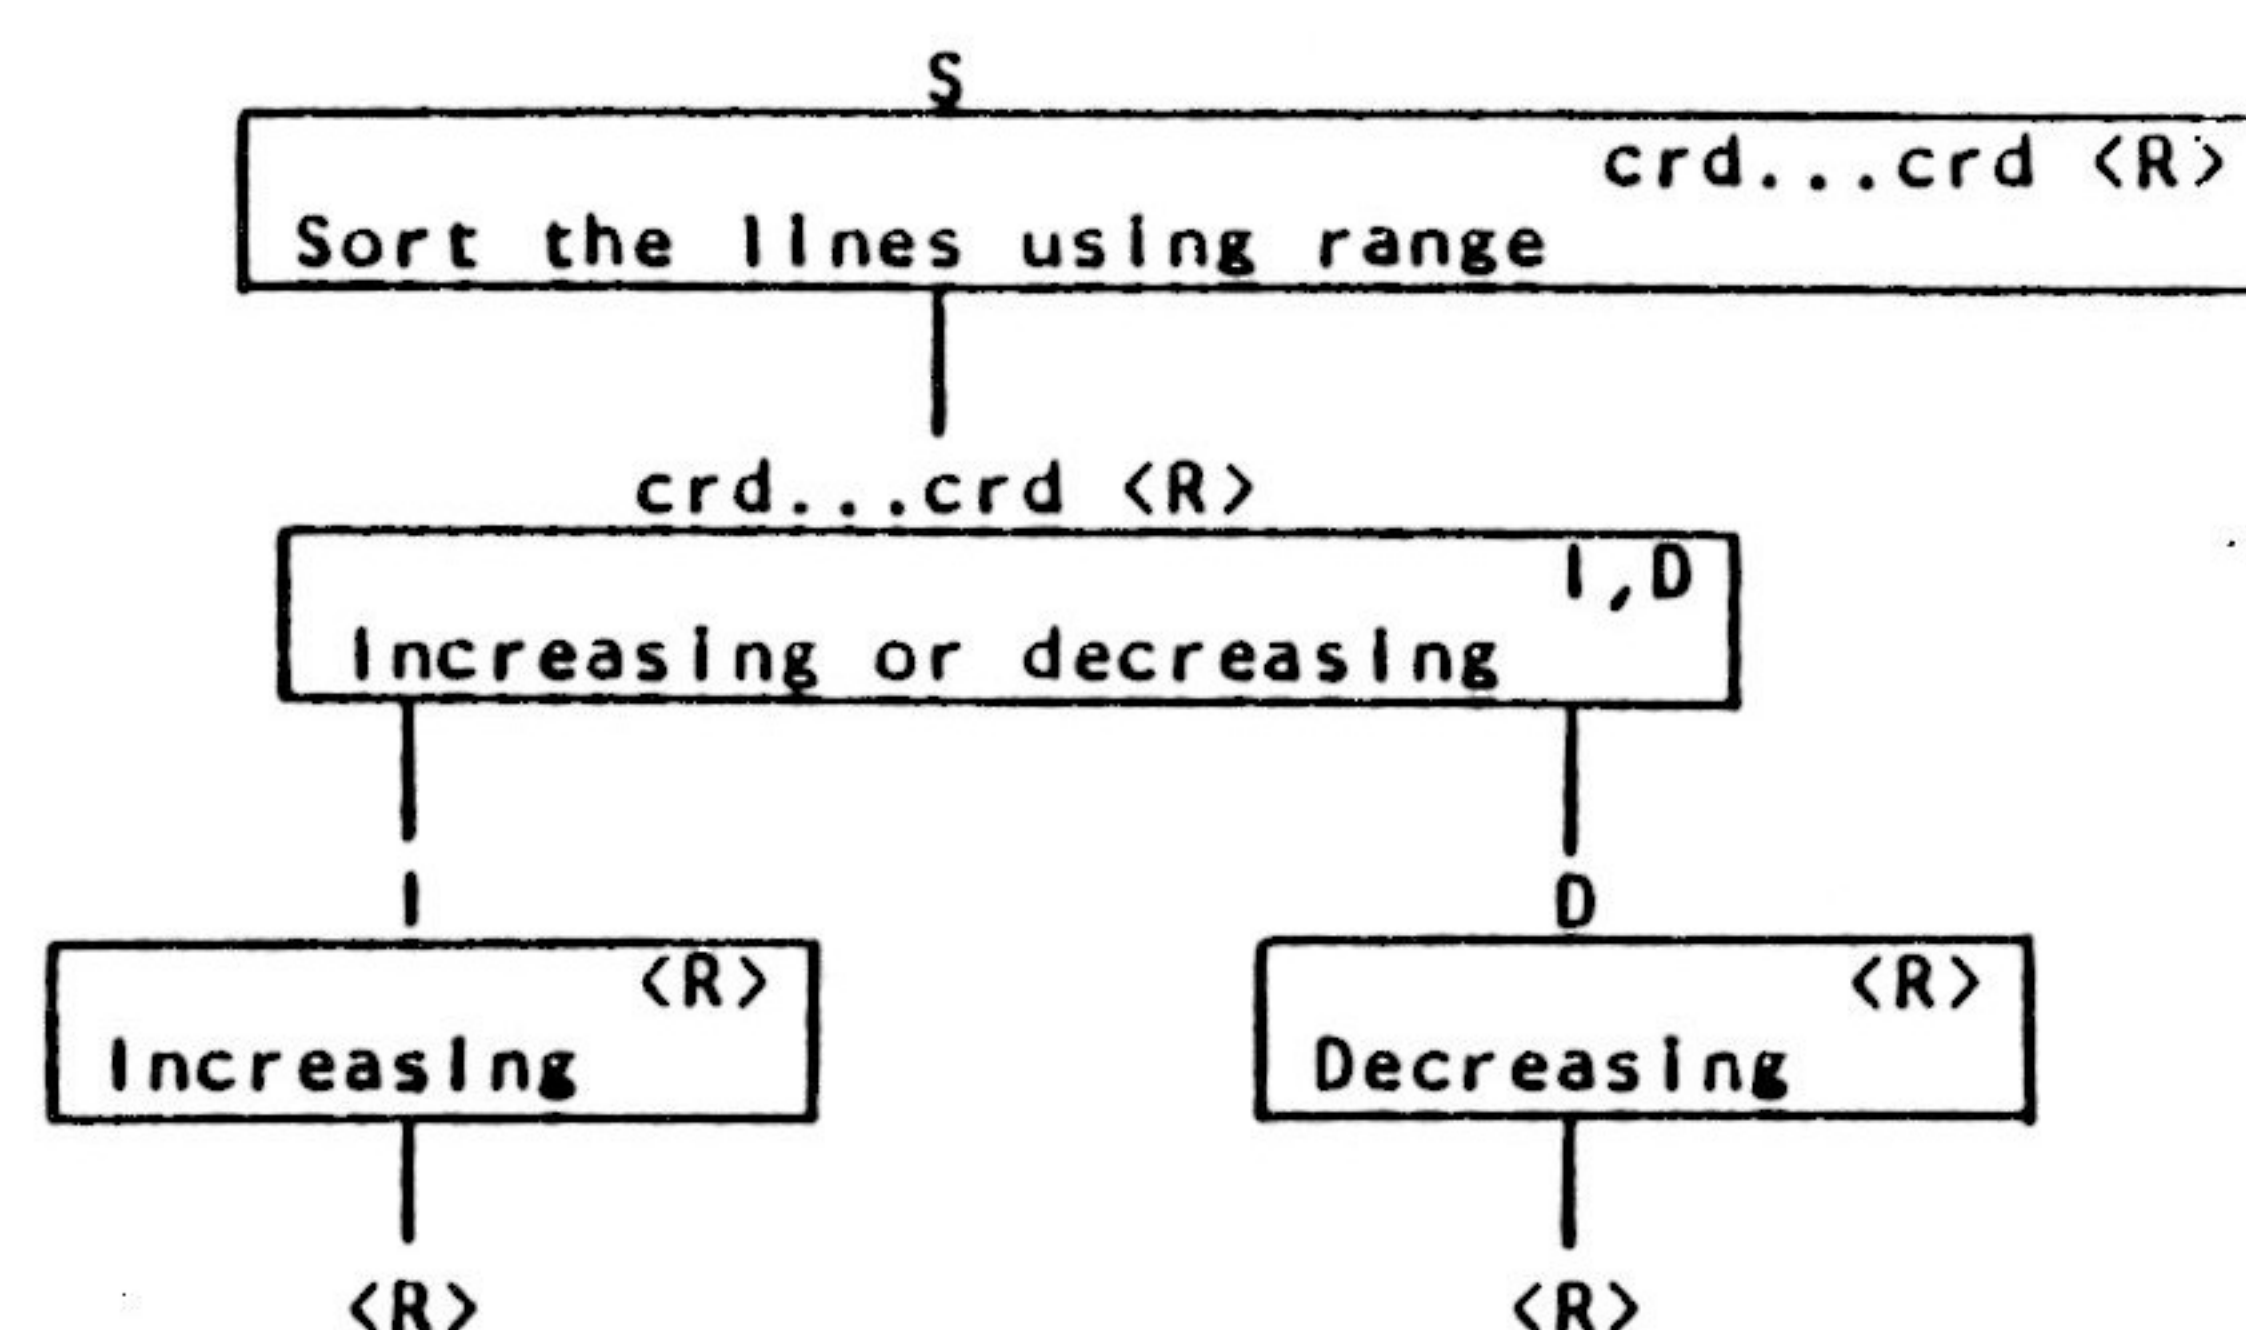 S
crd...crd <R>
Sort the lines using range
crd...crd <R>
I,D
Increasing or decreasing
I
D
<R>
<R>
Increasing
Decreasing
<R>
<R>